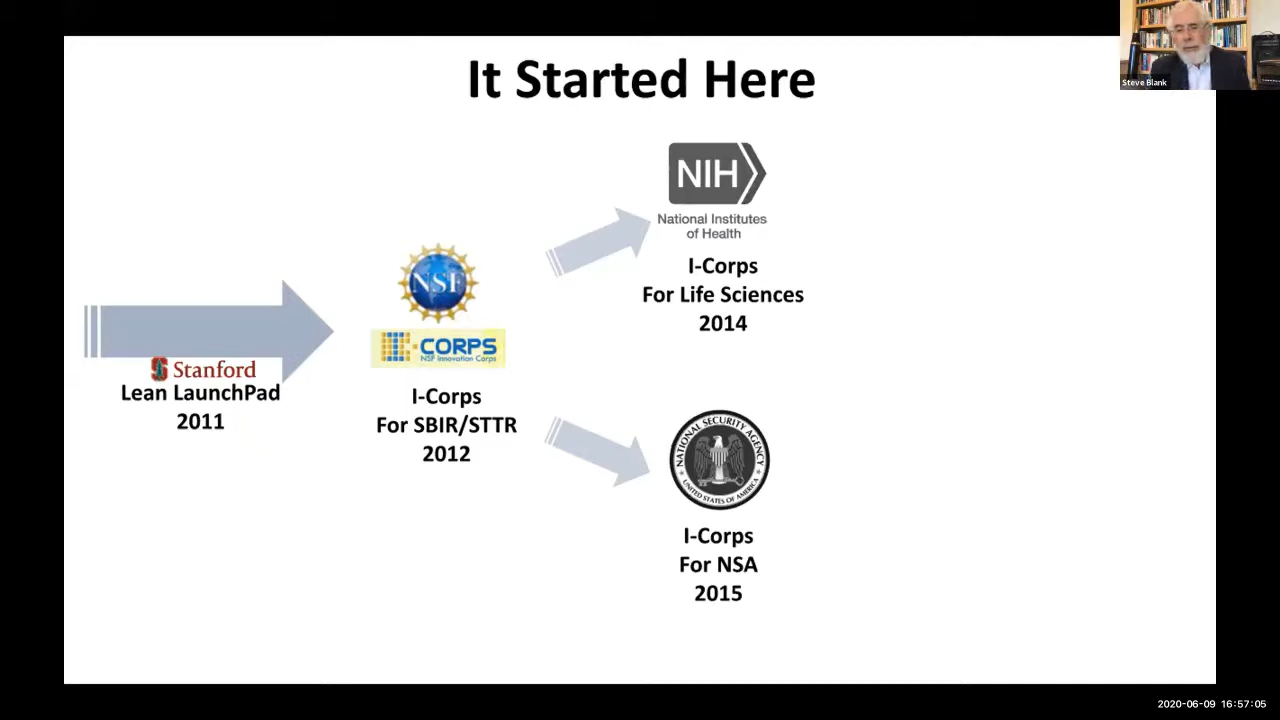 It Started Here
Steve Blank
NIH
National Institutes
of Health
I-Corps
For Life Sciences
2014
NSF
I-CORPS
NSF Innovation Corps
I-Corps
For SBIR/STTR
2012
Stanford
Lean LaunchPad
2011
NATIONAL SECURITY AGENCY
UNITED STATES OF AMERICA
I-Corps
For NSA
2015
2020-06-09 16:57:05